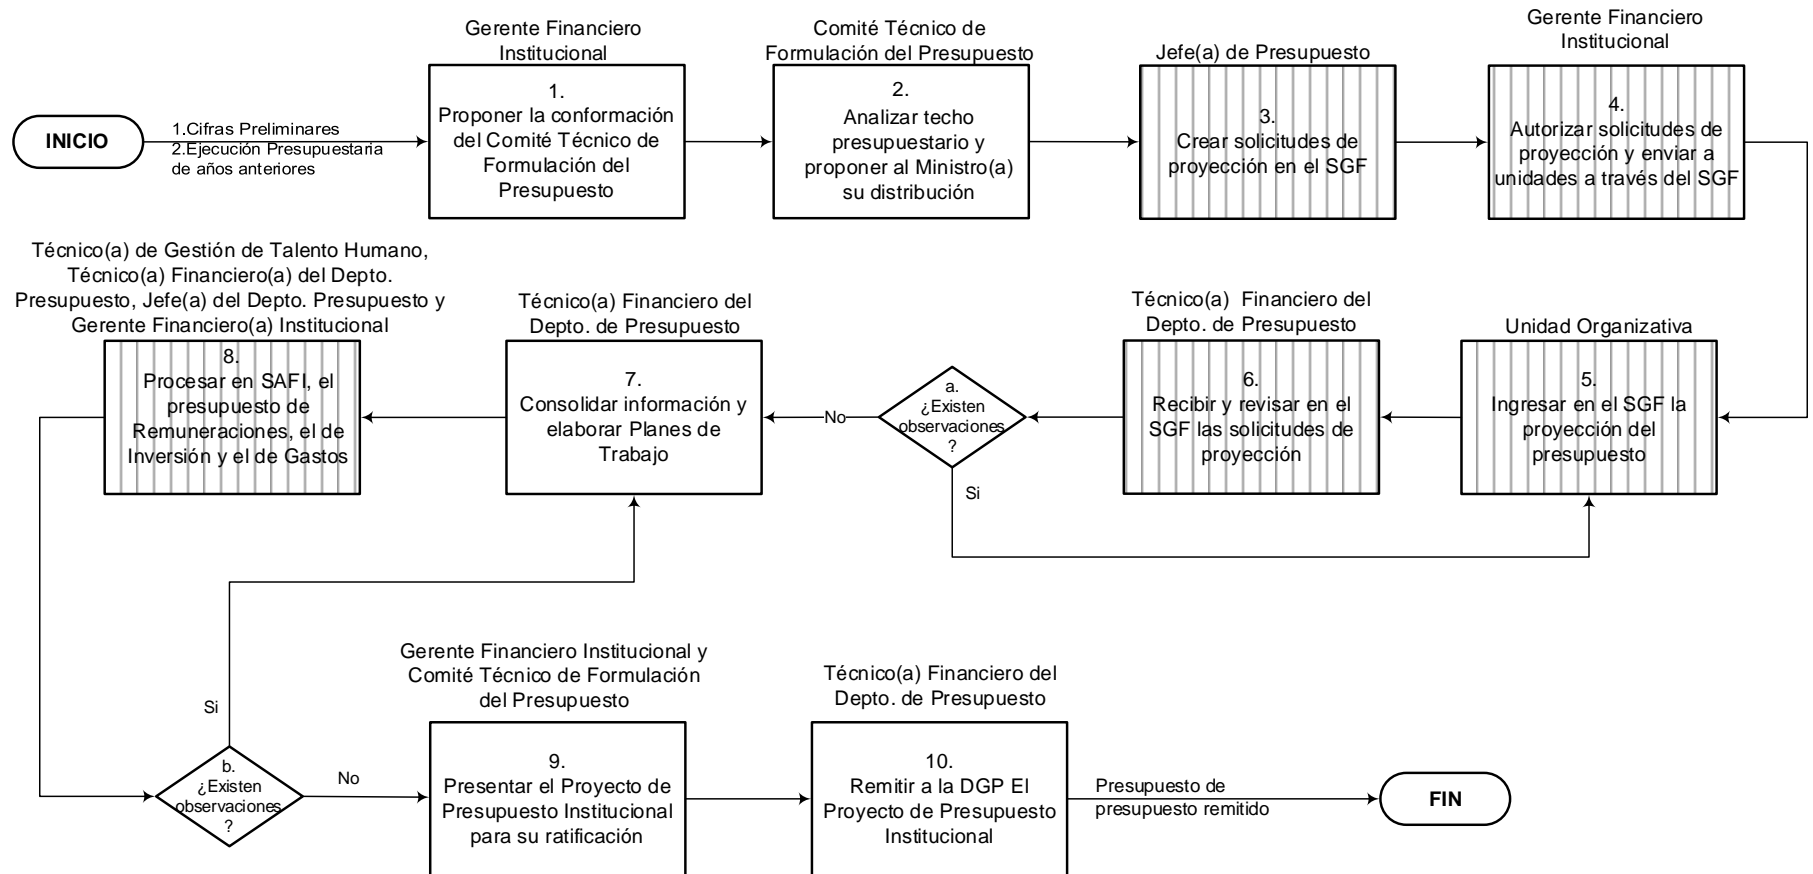 INICIO
1.Cifras Preliminares
2.Ejecución Presupuestaria
de años anteriores
Gerente Financiero
Institucional
1.
Proponer la conformación
del Comité Técnico de
Formulación del
Presupuesto
Comité Técnico de
Formulación del Presupuesto
2.
Analizar techo
presupuestario y
proponer al Ministro(a)
su distribución
Jefe(a) de Presupuesto
3.
Crear solicitudes de
proyección en el SGF
Gerente Financiero
Institucional
4.
Autorizar solicitudes de
proyección y enviar a
unidades a través del SGF
Unidad Organizativa
5.
Ingresar en el SGF la
proyección del
presupuesto
Técnico(a) Financiero del
Depto. de Presupuesto
6.
Recibir y revisar en el
SGF las solicitudes de
proyección
a.
¿Existen
observaciones
?
No
Si
Técnico(a) Financiero del
Depto. de Presupuesto
7.
Consolidar información y
elaborar Planes de
Trabajo
Técnico(a) de Gestión de Talento Humano,
Técnico(a) Financiero(a) del Depto.
Presupuesto, Jefe(a) del Depto. Presupuesto y
Gerente Financiero(a) Institucional
8.
Procesar en SAFI, el
presupuesto de
Remuneraciones, el de
Inversión y el de Gastos
b.
¿Existen
observaciones
?
Si
No
Gerente Financiero Institucional y
Comité Técnico de Formulación
del Presupuesto
9.
Presentar el Proyecto de
Presupuesto Institucional
para su ratificación
Técnico(a) Financiero del
Depto. de Presupuesto
10.
Remitir a la DGP El
Proyecto de Presupuesto
Institucional
Presupuesto de
presupuesto remitido
FIN